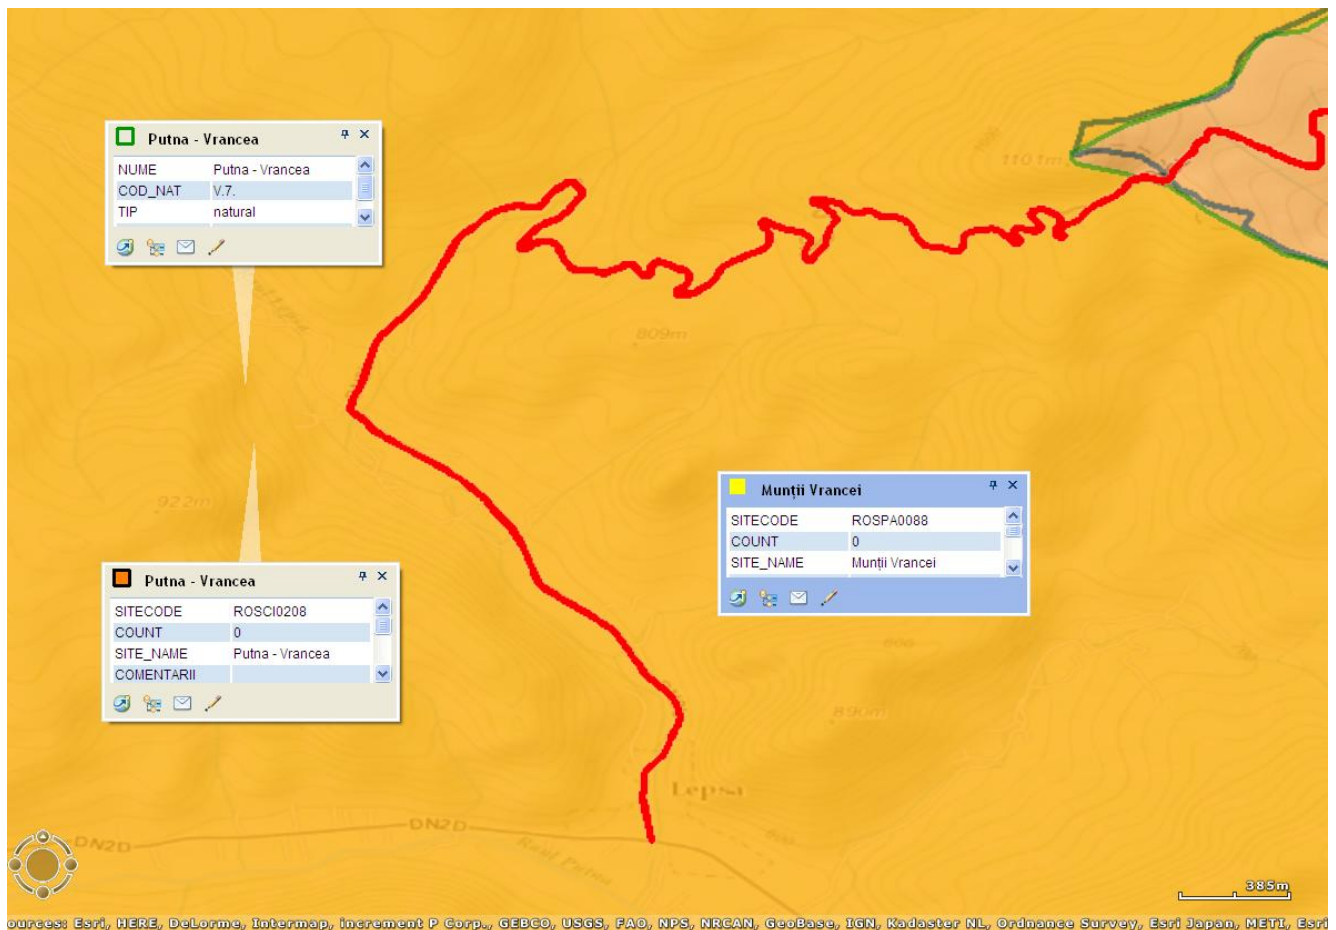 Putna - Vrancea
NUME Putna - Vrancea
COD_NAT V.7.
TIP natural
1101m
809m
922m
Munții Vrancei
SITECODE ROSPA0088
COUNT 0
SITE_NAME Munții Vrancei
Putna - Vrancea
SITECODE ROSCI0208
COUNT 0
SITE_NAME Putna - Vrancea
COMENTARII
800
890m
Lepsa
DN2D
DN2D
Raul Putna
385m
ources: Esri, HERE, DeLorme, Intermap, increment P Corp., GEBCO, USGS, FAO, NPS, NRCAN, GeoBase, IGN, Kadaster NL, Ordnance Survey, Esri Japan, METI, Esri